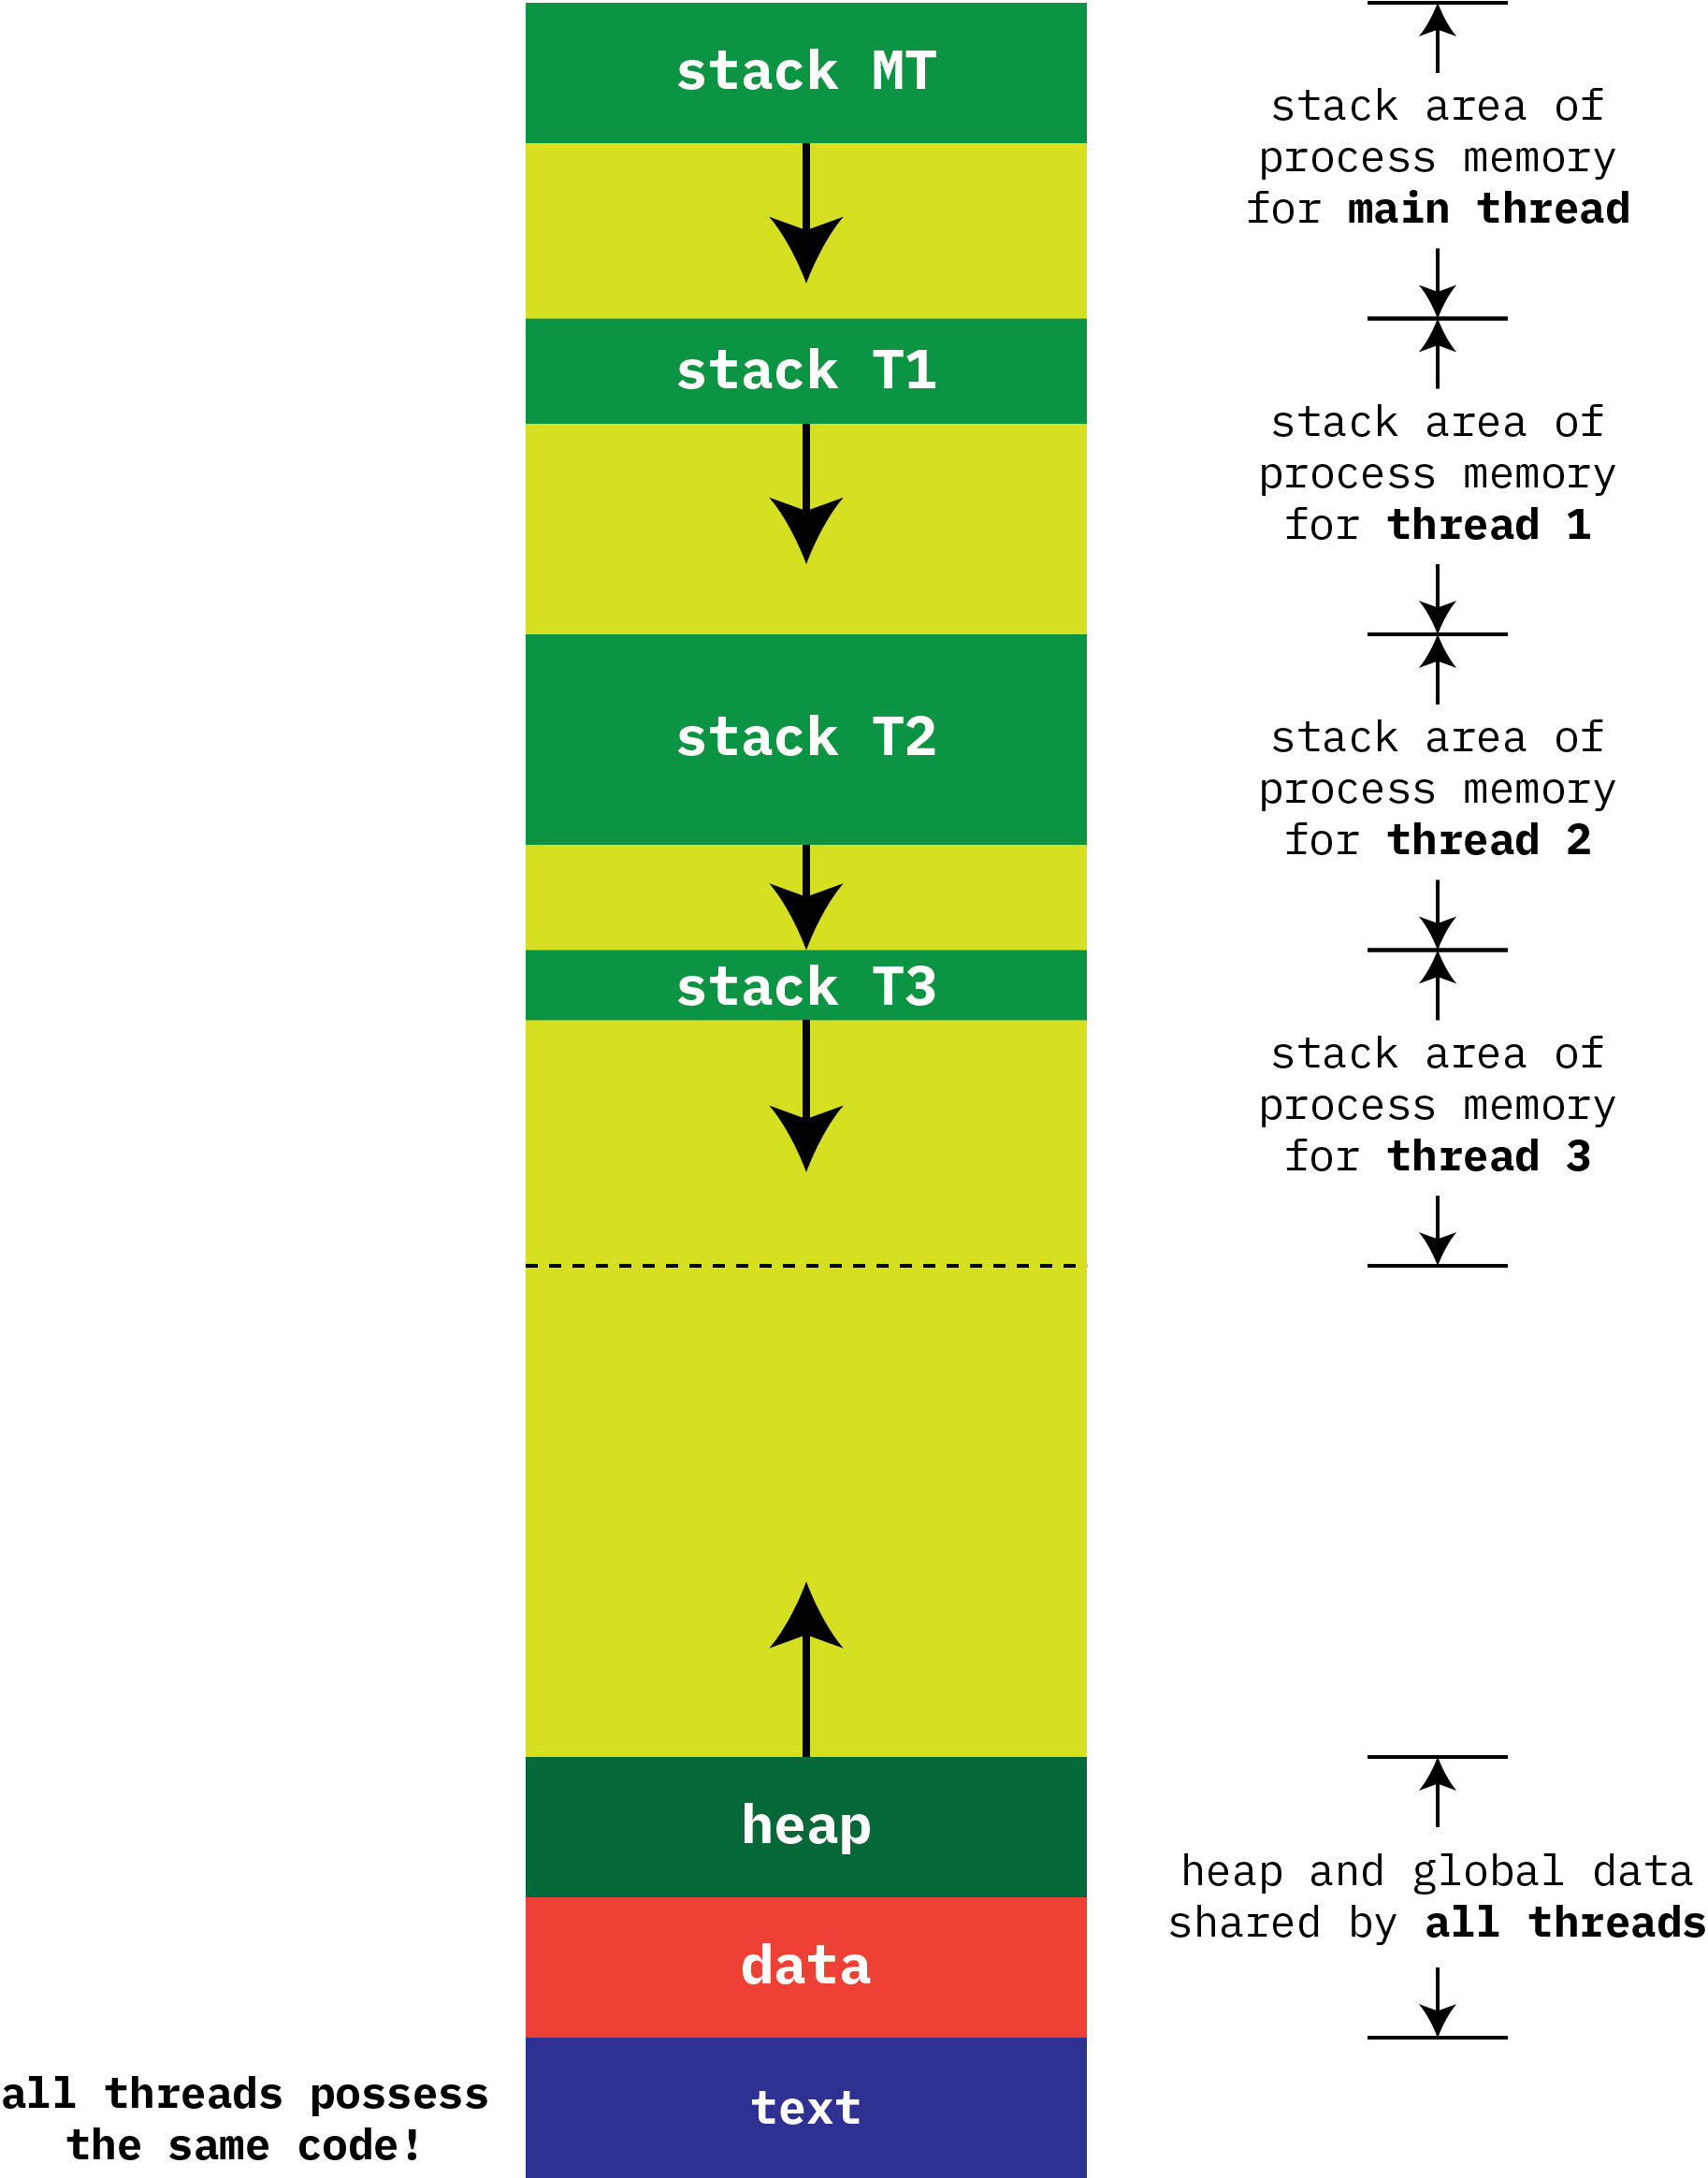 stack MT
stack area of
process memory
for main thread
stack T1
stack area of
process memory
for thread 1
stack T2
stack area of
process memory
for thread 2
stack T3
stack area of
process memory
for thread 3
heap
heap and global data
shared by all threads
data
text
all threads possess
the same code!